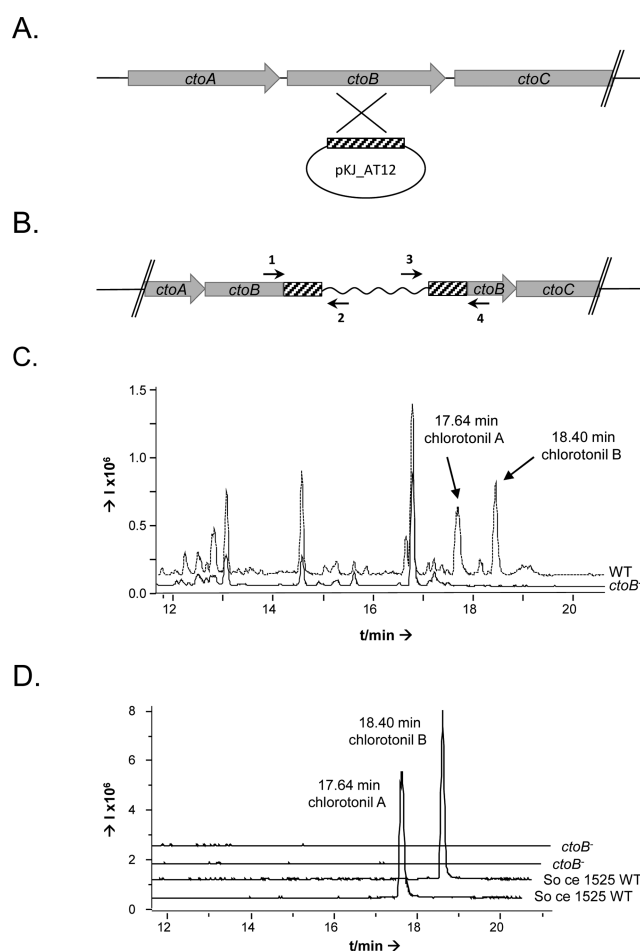 A.
ctoA ctoB ctoC
pKJ_AT12
B.
1 3
ctoA ctoB ctoB ctoC
2 4
C.
1.5
17.64 min
chlorotonil A
18.40 min
chlorotonil B
→ I x10⁶
1.0
0.5
WT
ctoB⁻
0.0
12 14 16 18 20
t/min →
D.
8
18.40 min
chlorotonil B
6
17.64 min
chlorotonil A
→ I x10⁶
4
ctoB⁻
2
ctoB⁻
So ce 1525 WT
So ce 1525 WT
0
12 14 16 18 20
t/min →